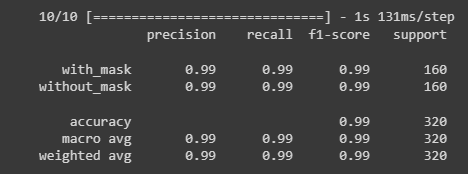 10/10 [==============================] - 1s 131ms/step
precision recall f1-score support
with_mask 0.99 0.99 0.99 160
without_mask 0.99 0.99 0.99 160
accuracy 0.99 320
macro avg 0.99 0.99 0.99 320
weighted avg 0.99 0.99 0.99 320